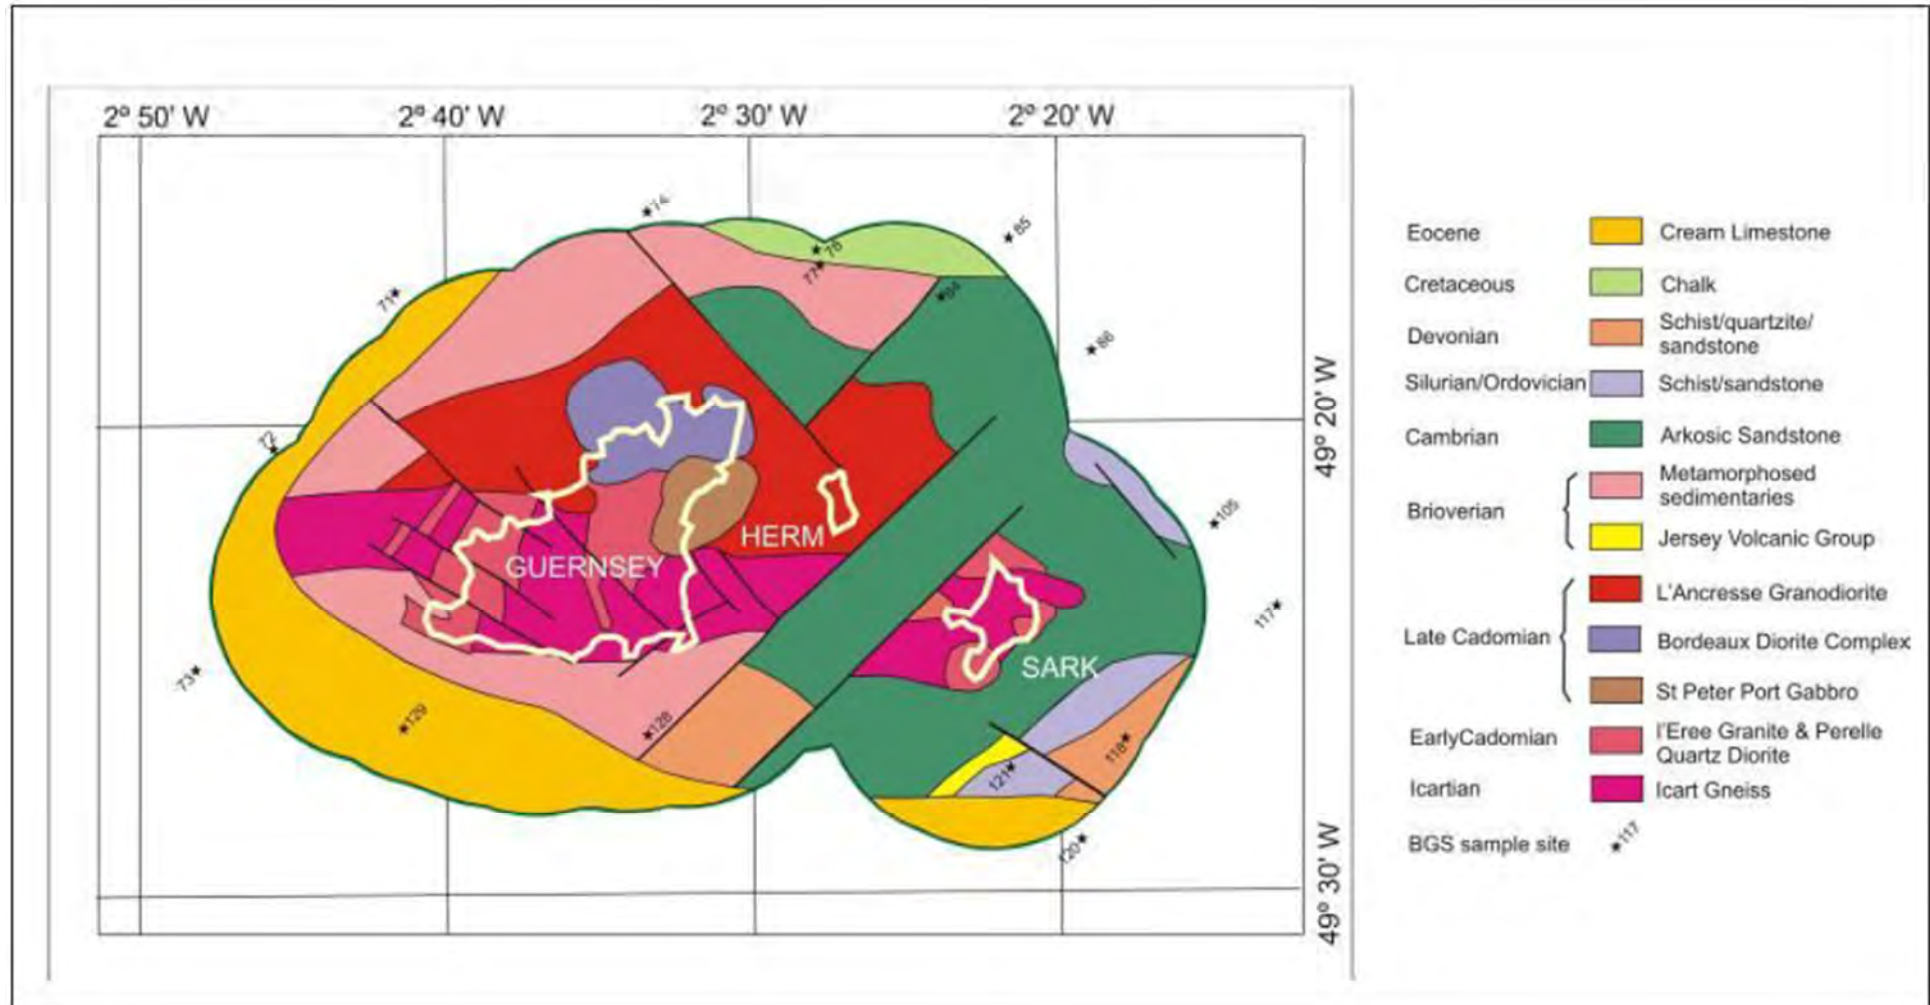 2º 50' W 2º 40' W 2º 30' W 2º 20' W
74
85
78
77
71
84
86
49º 20' W
72
105
HERM
GUERNSEY
117
SARK
73
129
128
118
121
120
49º 30' W
Eocene Cream Limestone
Cretaceous Chalk
Devonian Schist/quartzite/
sandstone
Silurian/Ordovician Schist/sandstone
Cambrian Arkosic Sandstone
Brioverian Metamorphosed
sedimentaries
Jersey Volcanic Group
Late Cadomian L'Ancresse Granodiorite
Bordeaux Diorite Complex
St Peter Port Gabbro
EarlyCadomian l'Eree Granite & Perelle
Quartz Diorite
Icartian Icart Gneiss
BGS sample site 117